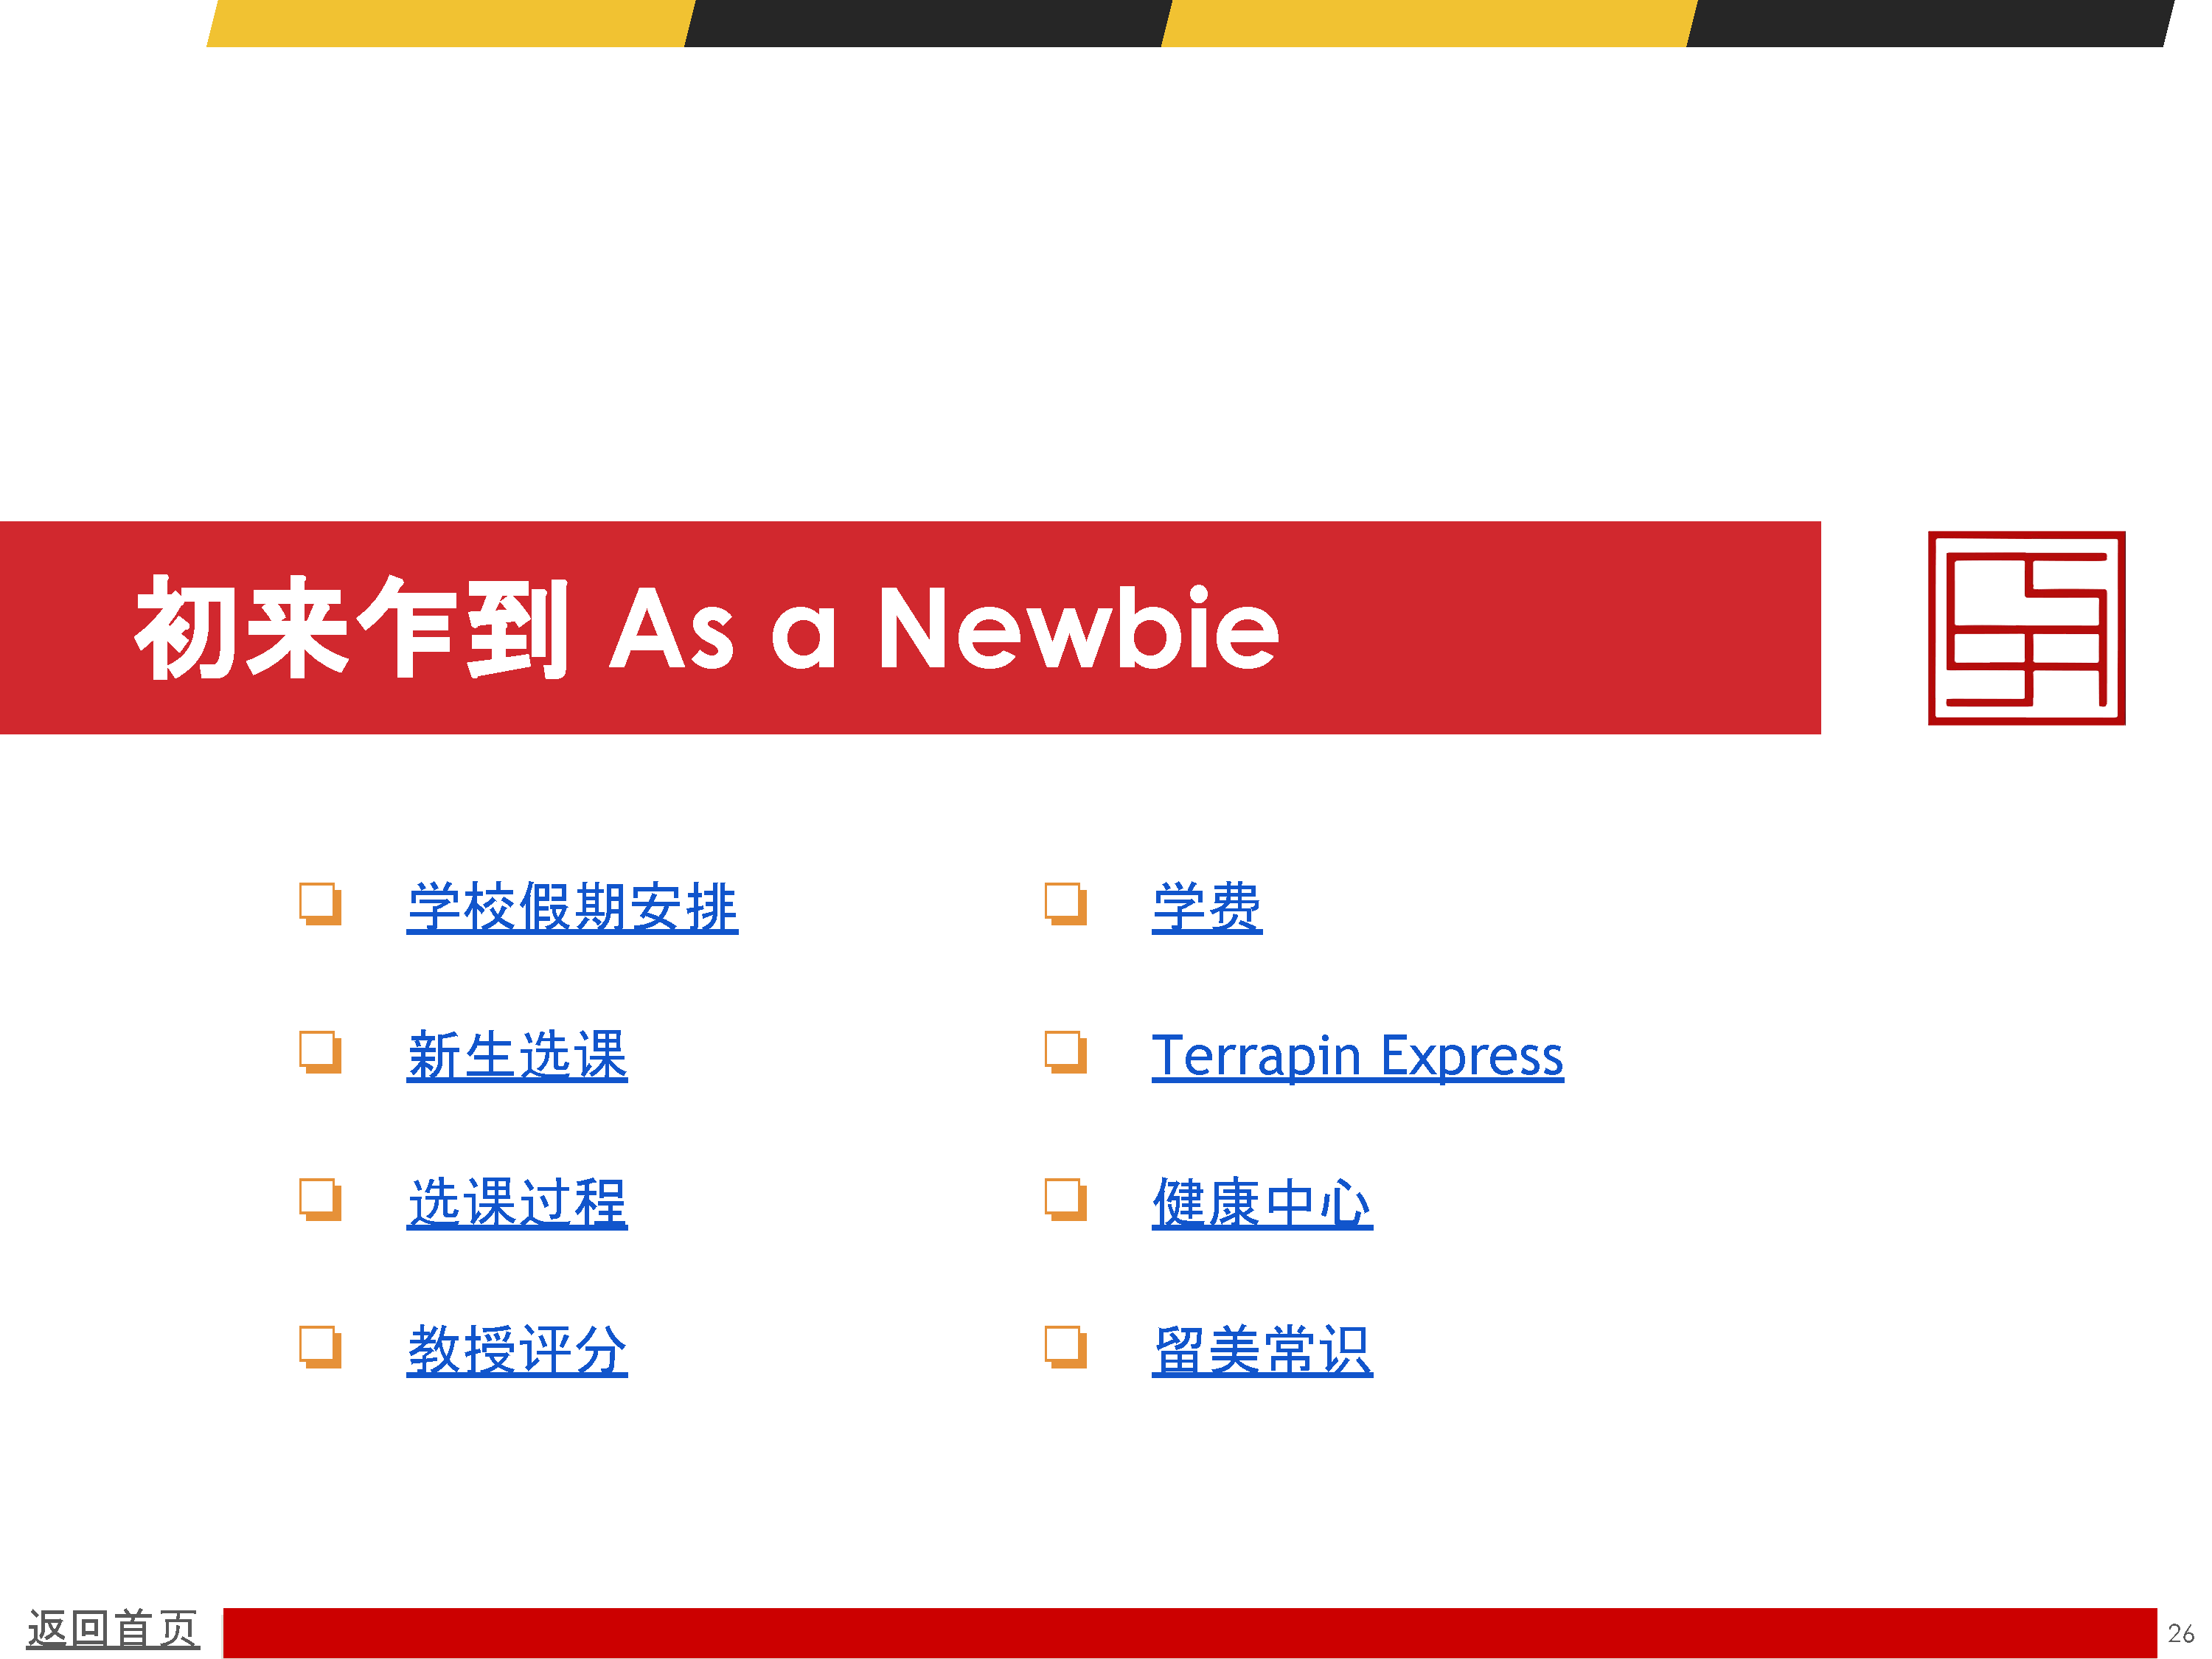 初来乍到 As a Newbie
学校假期安排
新生选课
选课过程
教授评分
学费
Terrapin Express
健康中心
留美常识
返回首页
26